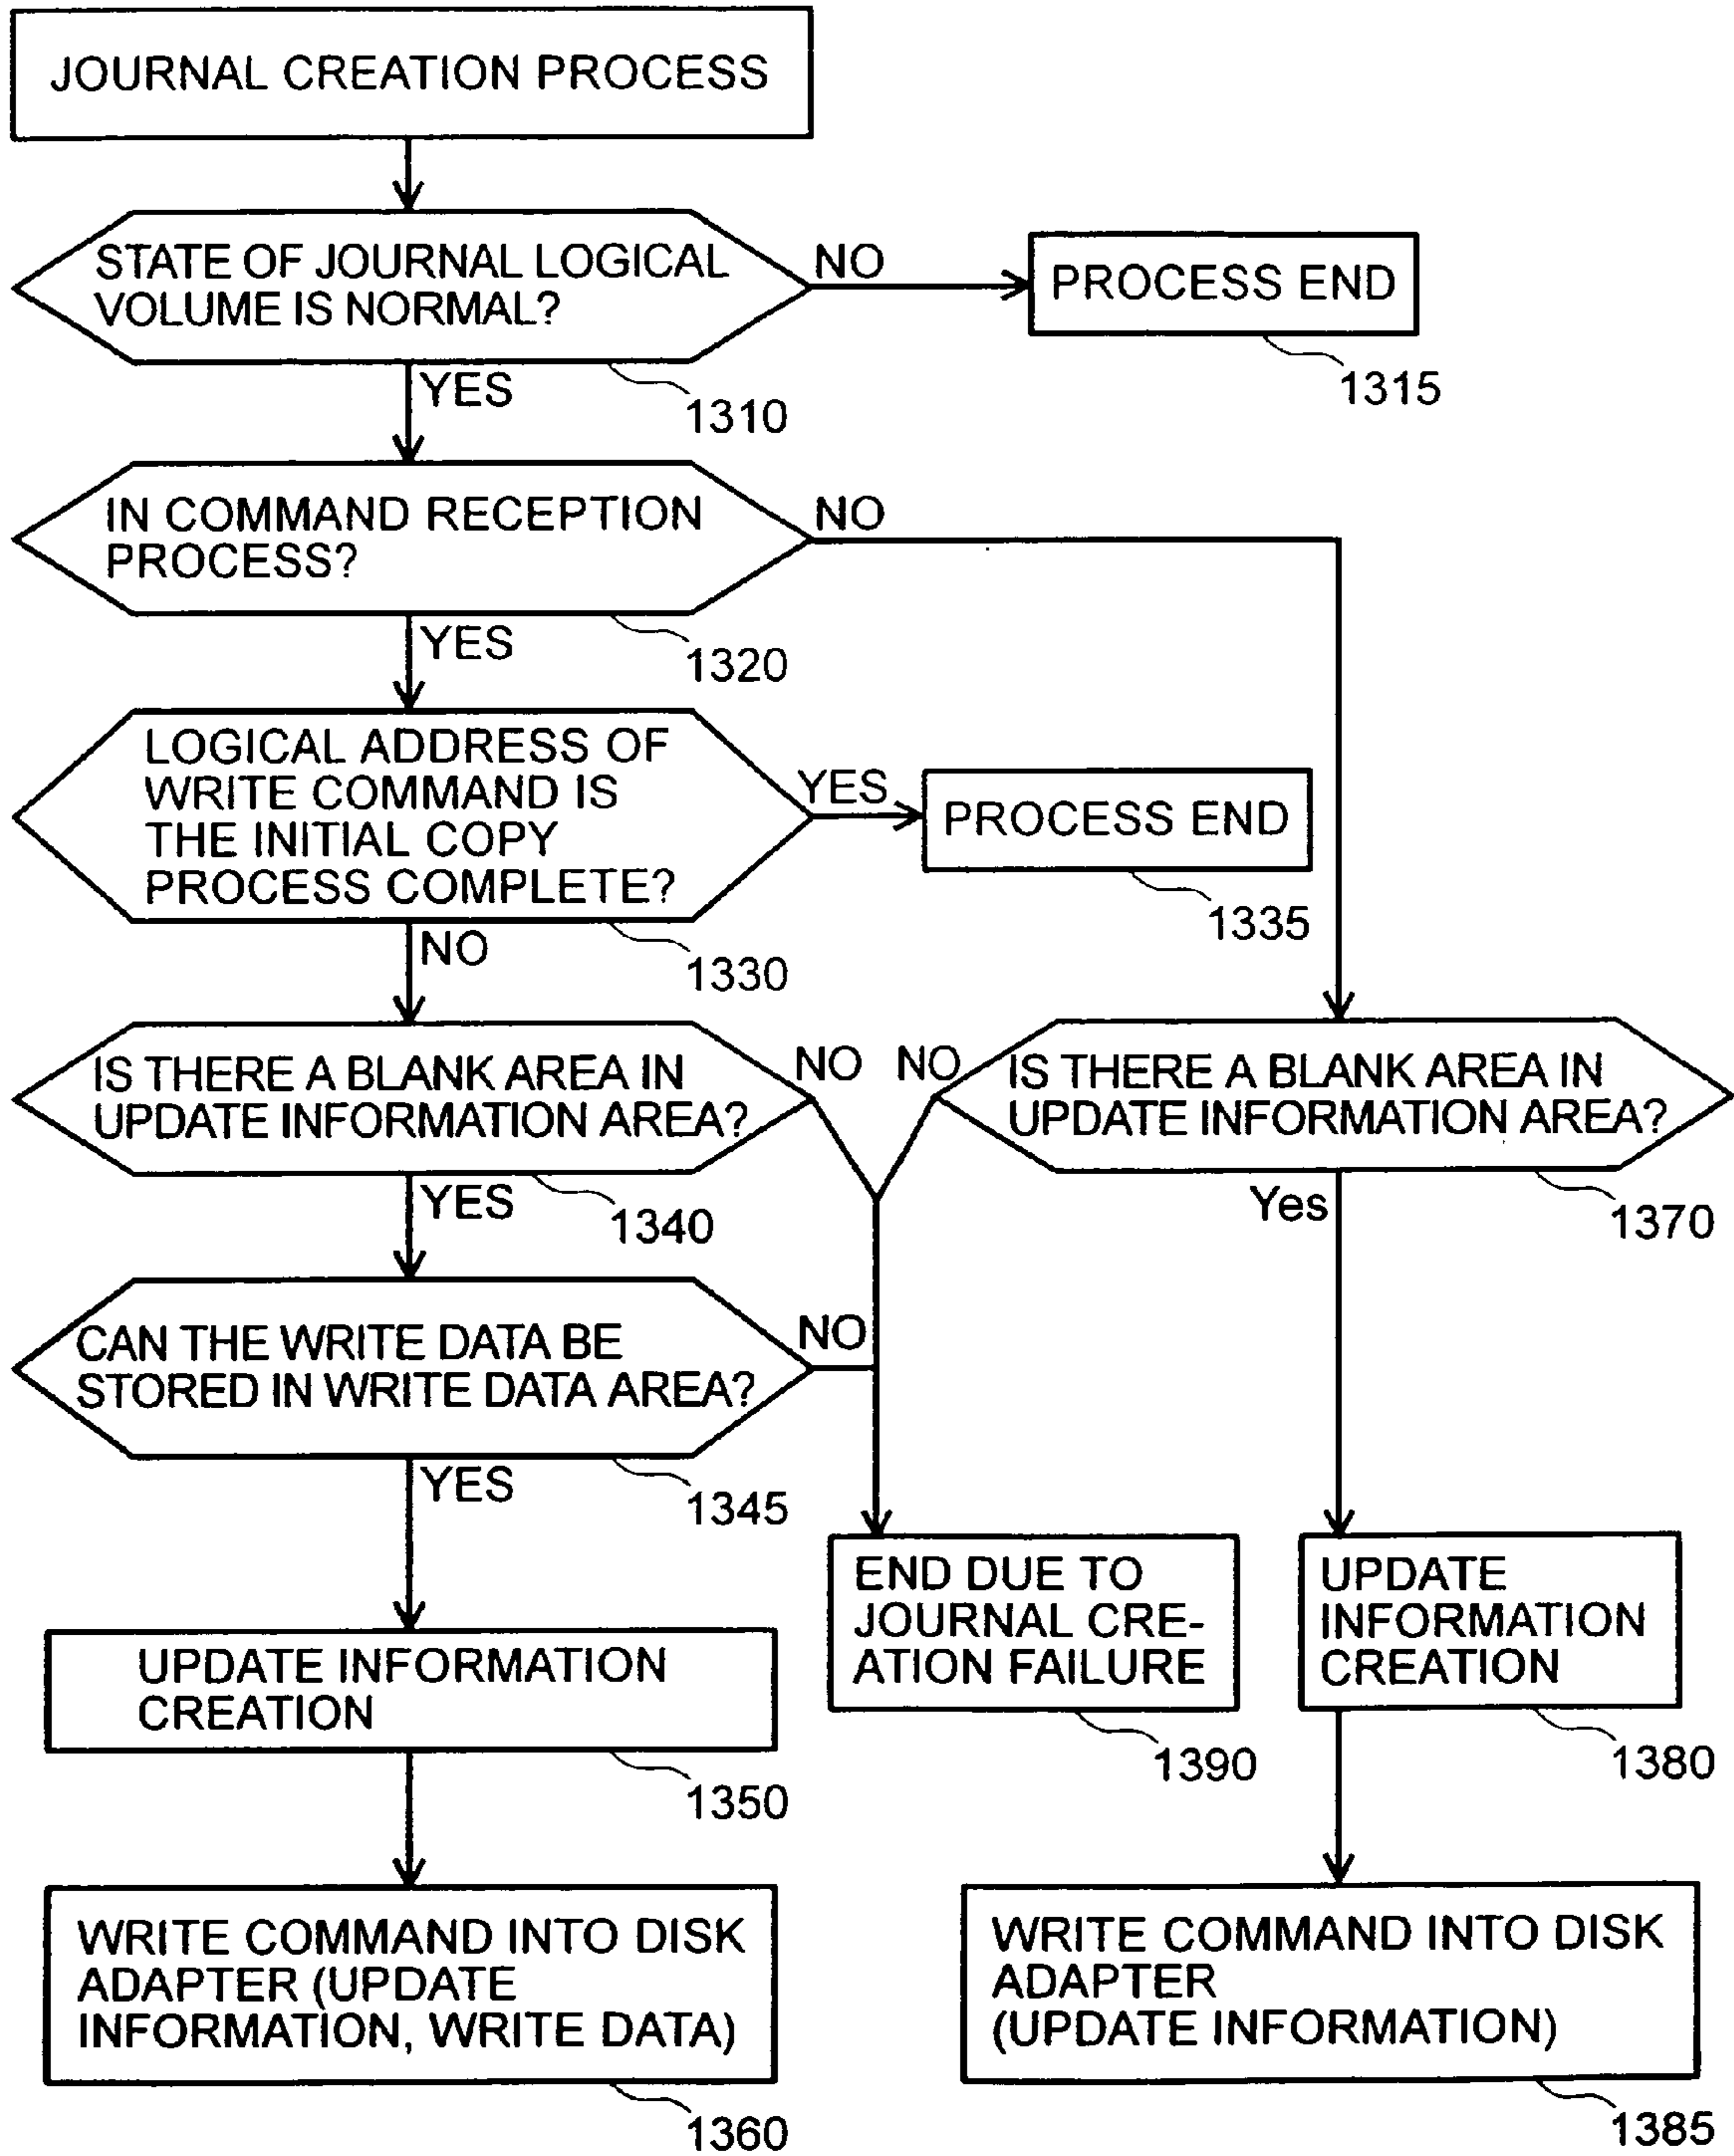 JOURNAL CREATION PROCESS
STATE OF JOURNAL LOGICAL
VOLUME IS NORMAL?
NO
PROCESS END
1315
YES
1310
IN COMMAND RECEPTION
PROCESS?
NO
YES
1320
LOGICAL ADDRESS OF
WRITE COMMAND IS
THE INITIAL COPY
PROCESS COMPLETE?
YES
PROCESS END
1335
NO
1330
IS THERE A BLANK AREA IN
UPDATE INFORMATION AREA?
NO
NO
IS THERE A BLANK AREA IN
UPDATE INFORMATION AREA?
YES
1340
Yes
1370
CAN THE WRITE DATA BE
STORED IN WRITE DATA AREA?
NO
YES
1345
END DUE TO
JOURNAL CRE-
ATION FAILURE
1390
UPDATE
INFORMATION
CREATION
1380
UPDATE INFORMATION
CREATION
1350
WRITE COMMAND INTO DISK
ADAPTER (UPDATE
INFORMATION, WRITE DATA)
1360
WRITE COMMAND INTO DISK
ADAPTER
(UPDATE INFORMATION)
1385